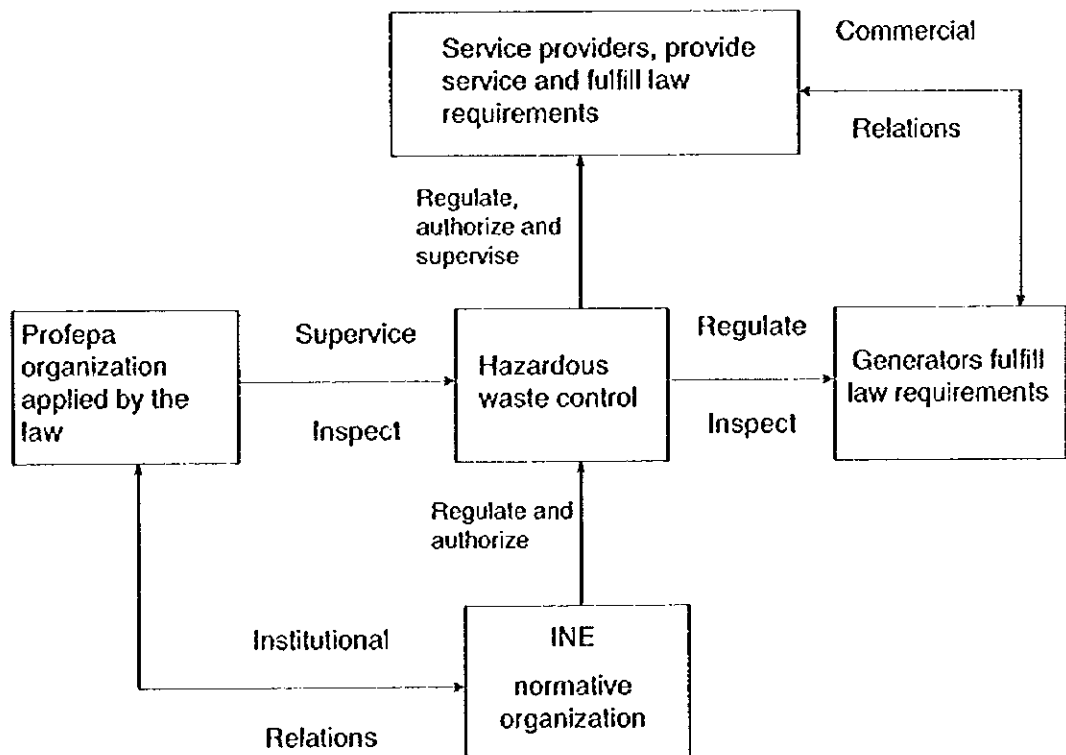 Service providers, provide
service and fulfill law
requirements
Commercial
Relations
Regulate,
authorize and
supervise
Profepa
organization
applied by the
law
Supervice
Inspect
Hazardous
waste control
Regulate
Inspect
Generators fulfill
law requirements
Regulate and
authorize
Institutional
Relations
INE
normative
organization